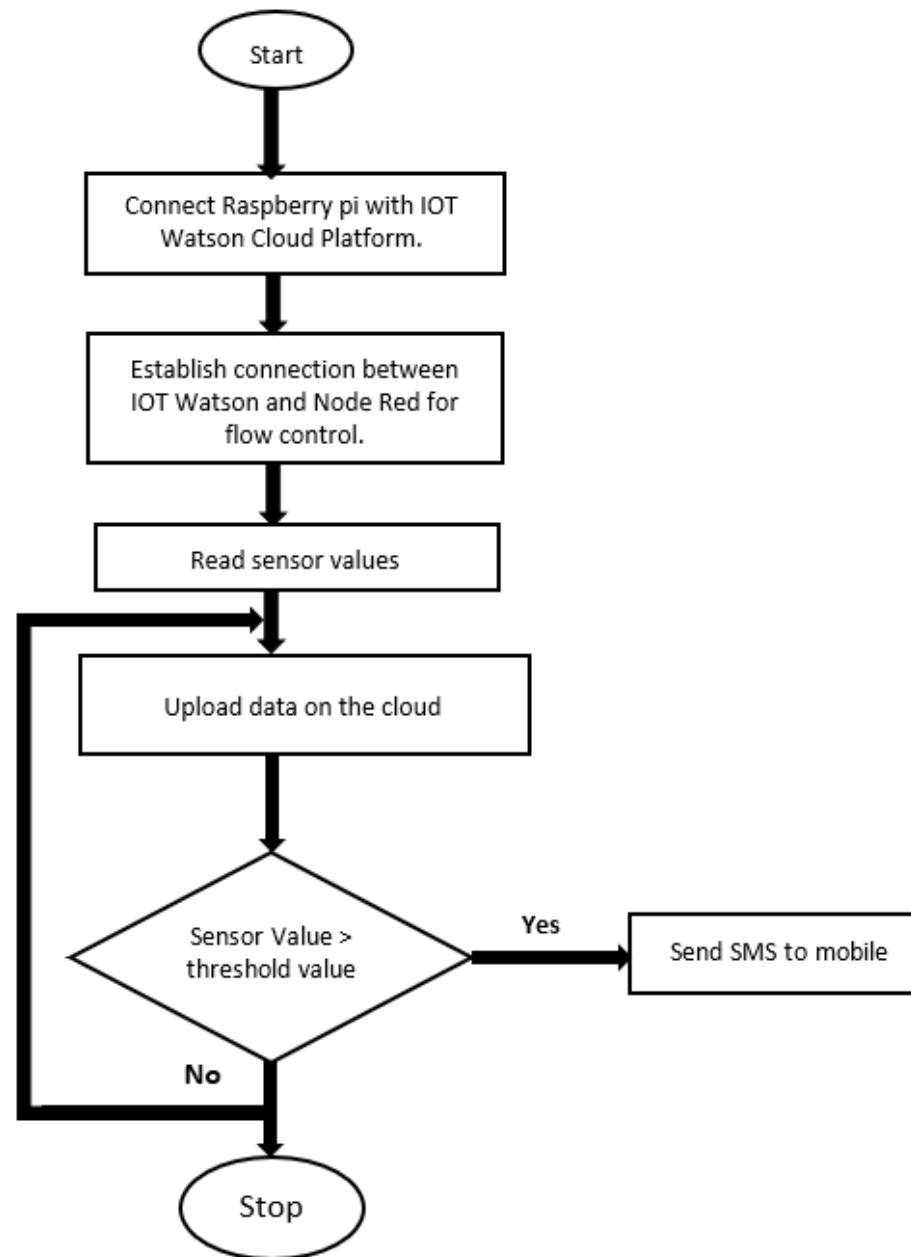 Start
Connect Raspberry pi with IOT
Watson Cloud Platform.
Establish connection between
IOT Watson and Node Red for
flow control.
Read sensor values
Upload data on the cloud
Sensor Value >
threshold value
Yes
Send SMS to mobile
No
Stop